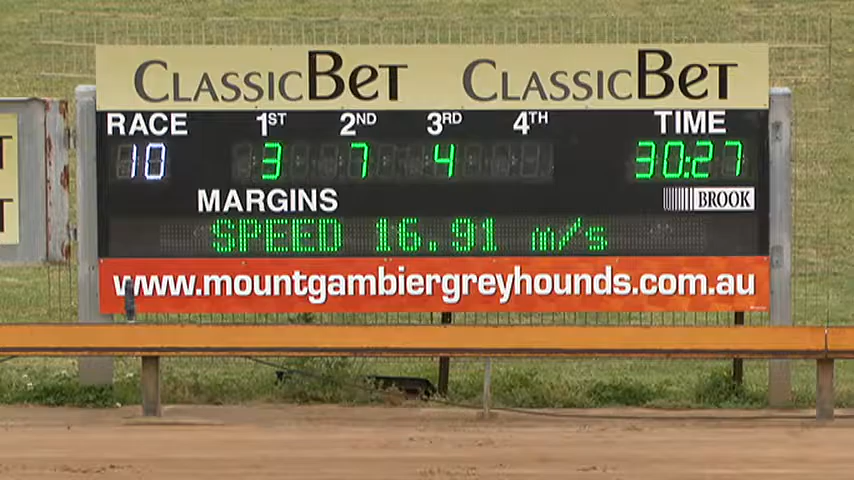 CLASSICBET CLASSICBET
RACE 1ST 2ND 3RD 4TH TIME
10 3 7 4 30:27
MARGINS BROOK
SPEED 16.91 m/s
www.mountgambiergreyhounds.com.au